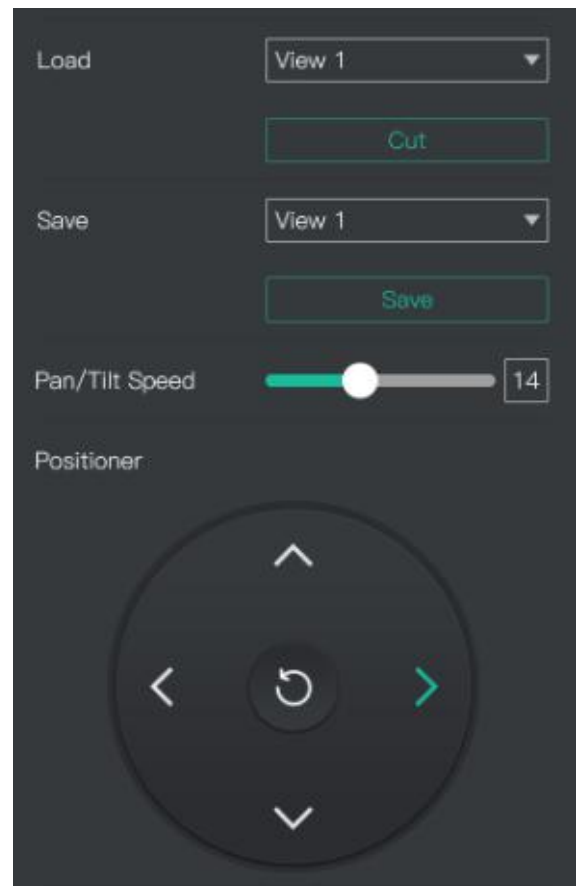 Load View 1
Cut
Save View 1
Save
Pan/Tilt Speed 14
Positioner